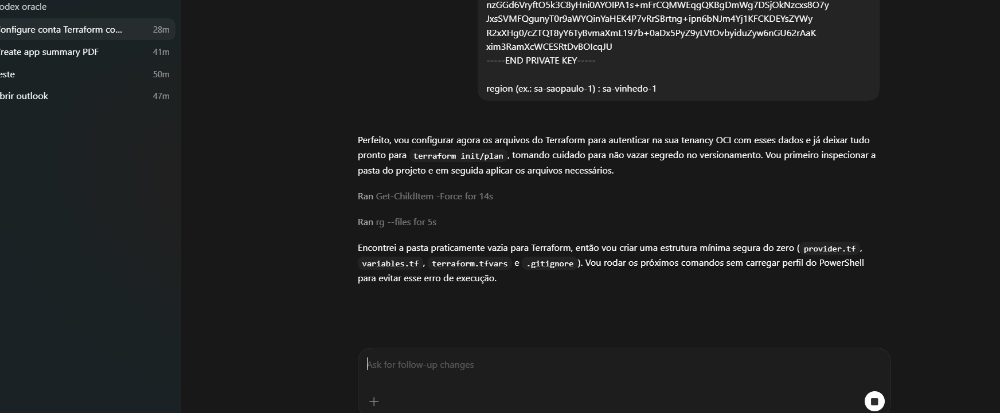 odex oracle
onfigure conta Terraform co... 28m
reate app summary PDF 41m
este 50m
brir outlook 47m
nzGGd6VryftO5k3C8yHni0AYOIPA1s+mFrCQMWEqgQKBgDmWg7DSjOkNzcxs8O7y
JxsSVMFQgunyT0r9aWYQinYaHEK4P7vRrSBrtng+ipn6bNJm4Yj1KFCKDEYsZYWy
R2xXHg0/cZTQT8yY6TyBvmaXmL197b+0aDx5PyZ9yLVtOvbyiduZyw6nGU62rAaK
xim3RamXcWCESRtDvBOIcqJU
-----END PRIVATE KEY-----
region (ex.: sa-saopaulo-1) : sa-vinhedo-1
Perfeito, vou configurar agora os arquivos do Terraform para autenticar na sua tenancy OCI com esses dados e já deixar tudo
pronto para terraform init/plan, tomando cuidado para não vazar segredo no versionamento. Vou primeiro inspecionar a
pasta do projeto e em seguida aplicar os arquivos necessários.
Ran Get-ChildItem -Force for 14s
Ran rg --files for 5s
Encontrei a pasta praticamente vazia para Terraform, então vou criar uma estrutura mínima segura do zero ( provider.tf,
variables.tf, terraform.tfvars e .gitignore). Vou rodar os próximos comandos sem carregar perfil do PowerShell
para evitar esse erro de execução.
Ask for follow-up changes